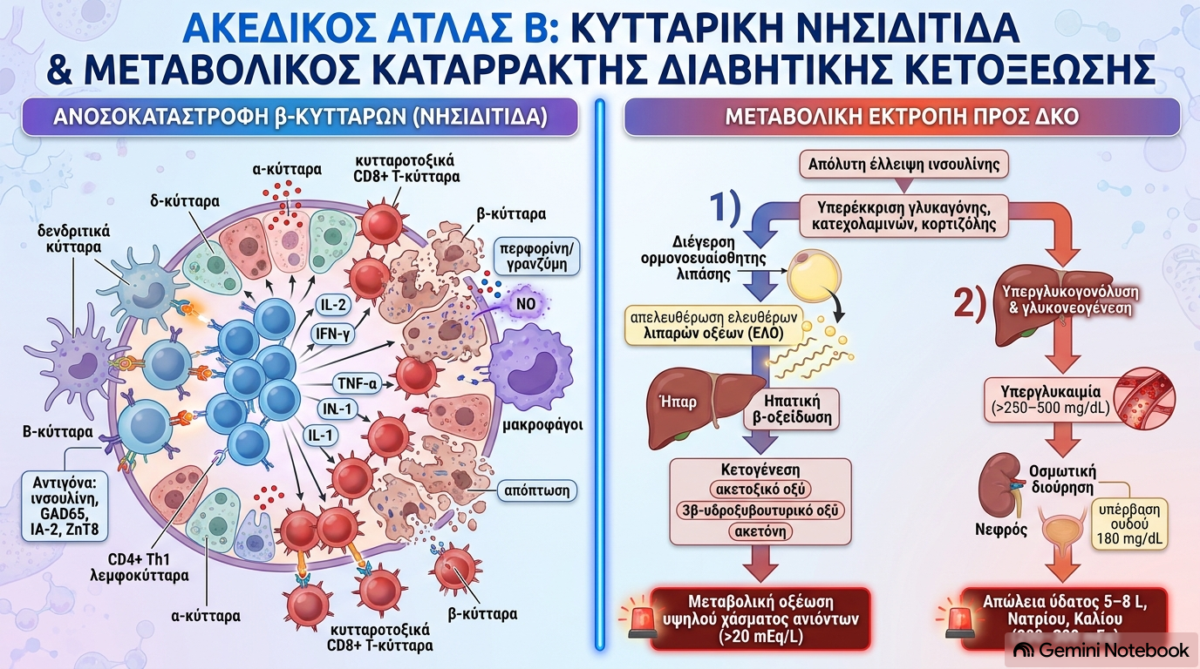 ΑΚΕΔΙΚΟΣ ΑΤΛΑΣ Β: ΚΥΤΤΑΡΙΚΗ ΝΗΣΙΔΙΤΙΔΑ
& ΜΕΤΑΒΟΛΙΚΟΣ ΚΑΤΑΡΡΑΚΤΗΣ ΔΙΑΒΗΤΙΚΗΣ ΚΕΤΟΞΕΩΣΗΣ
ΑΝΟΣΟΚΑΤΑΣΤΡΟΦΗ β-ΚΥΤΤΑΡΩΝ (ΝΗΣΙΔΙΤΙΔΑ)
α-κύτταρα
κυτταροτοξικά
CD8+ T-κύτταρα
δ-κύτταρα
β-κύτταρα
δενδριτικά
κύτταρα
περφορίνη/
γρανζύμη
NO
IL-2
IFN-γ
TNF-α
IN.-1
IL-1
μακροφάγοι
Β-κύτταρα
Αντιγόνα:
ινσουλίνη,
GAD65,
IA-2, ZnT8
απόπτωση
CD4+ Th1
λεμφοκύτταρα
α-κύτταρα
β-κύτταρα
κυτταροτοξικά
CD8+ T-κύτταρα
ΜΕΤΑΒΟΛΙΚΗ ΕΚΤΡΟΠΗ ΠΡΟΣ ΔΚΟ
Απόλυτη έλλειψη ινσουλίνης
Υπερέκκριση γλυκαγόνης,
κατεχολαμινών, κορτιζόλης
1)
Διέγερση
ορμονοευαίσθητης
λιπάσης
απελευθέρωση ελευθέρων
λιπαρών οξέων (ΕΛΟ)
Ήπαρ
Ηπατική
β-οξείδωση
Κετογένεση
ακετοξικό οξύ
3β-υδροξυβουτυρικό οξύ
ακετόνη
Μεταβολική οξέωση
υψηλού χάσματος ανιόντων
(>20 mEq/L)
2)
Υπεργλυκογονόλυση
& γλυκονεογένεση
Υπεργλυκαιμία
(>250–500 mg/dL)
Οσμωτική
διούρηση
Νεφρός
υπέρβαση
ουδού
180 mg/dL
Απώλεια ύδατος 5–8 L,
Νατρίου, Καλίου
Gemini Notebook